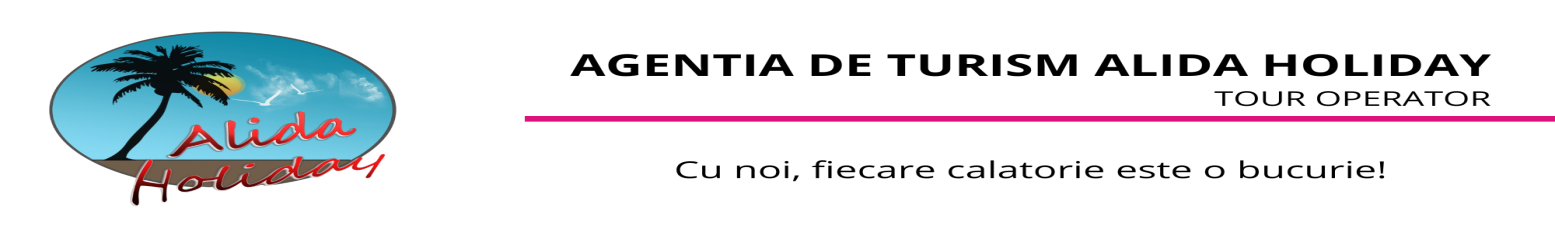 Alida
Holiday
AGENTIA DE TURISM ALIDA HOLIDAY
TOUR OPERATOR
Cu noi, fiecare calatorie este o bucurie!